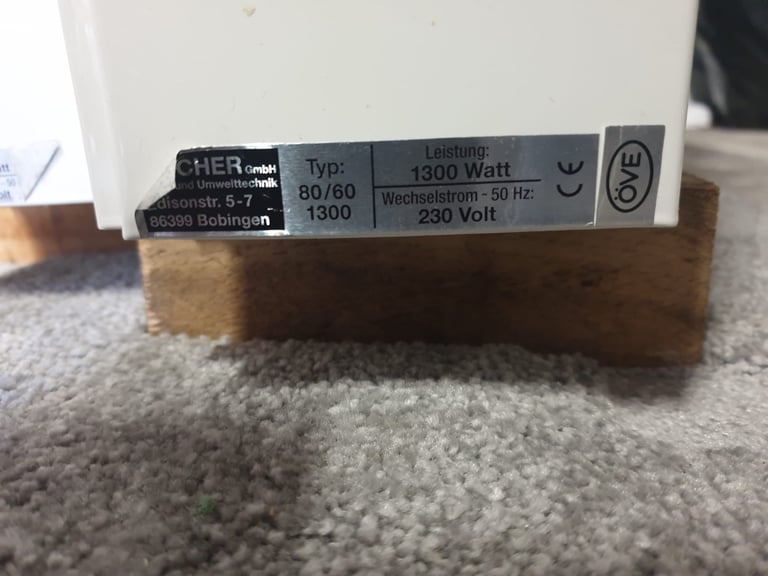 CHER GmbH
und Umwelttechnik
Edisonstr. 5-7
86399 Bobingen
Typ:
80/60
1300
Leistung:
1300 Watt
Wechselstrom - 50 Hz:
230 Volt
CE
ÖVE